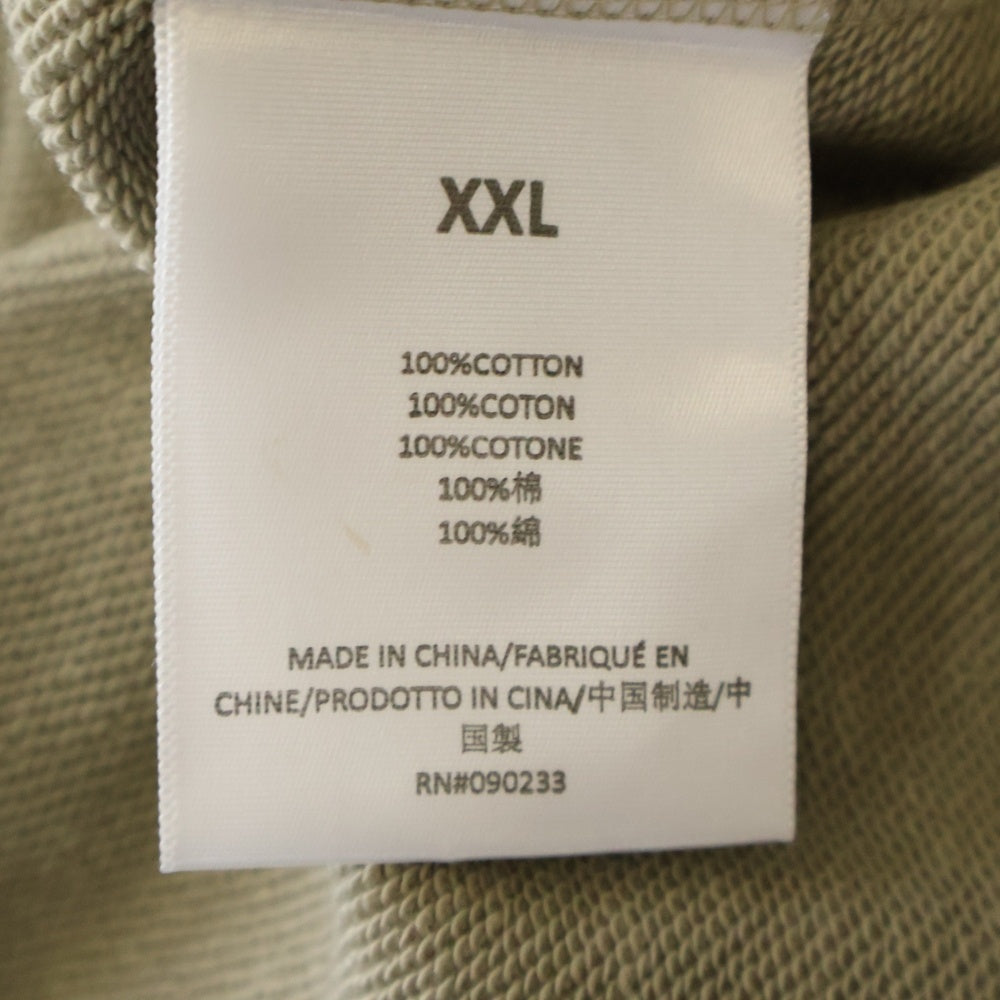 XXL
100%COTTON
100%COTON
100%COTONE
100%棉
100%綿
MADE IN CHINA/FABRIQUÉ EN
CHINE/PRODOTTO IN CINA/中国制造/中
国製
RN#090233